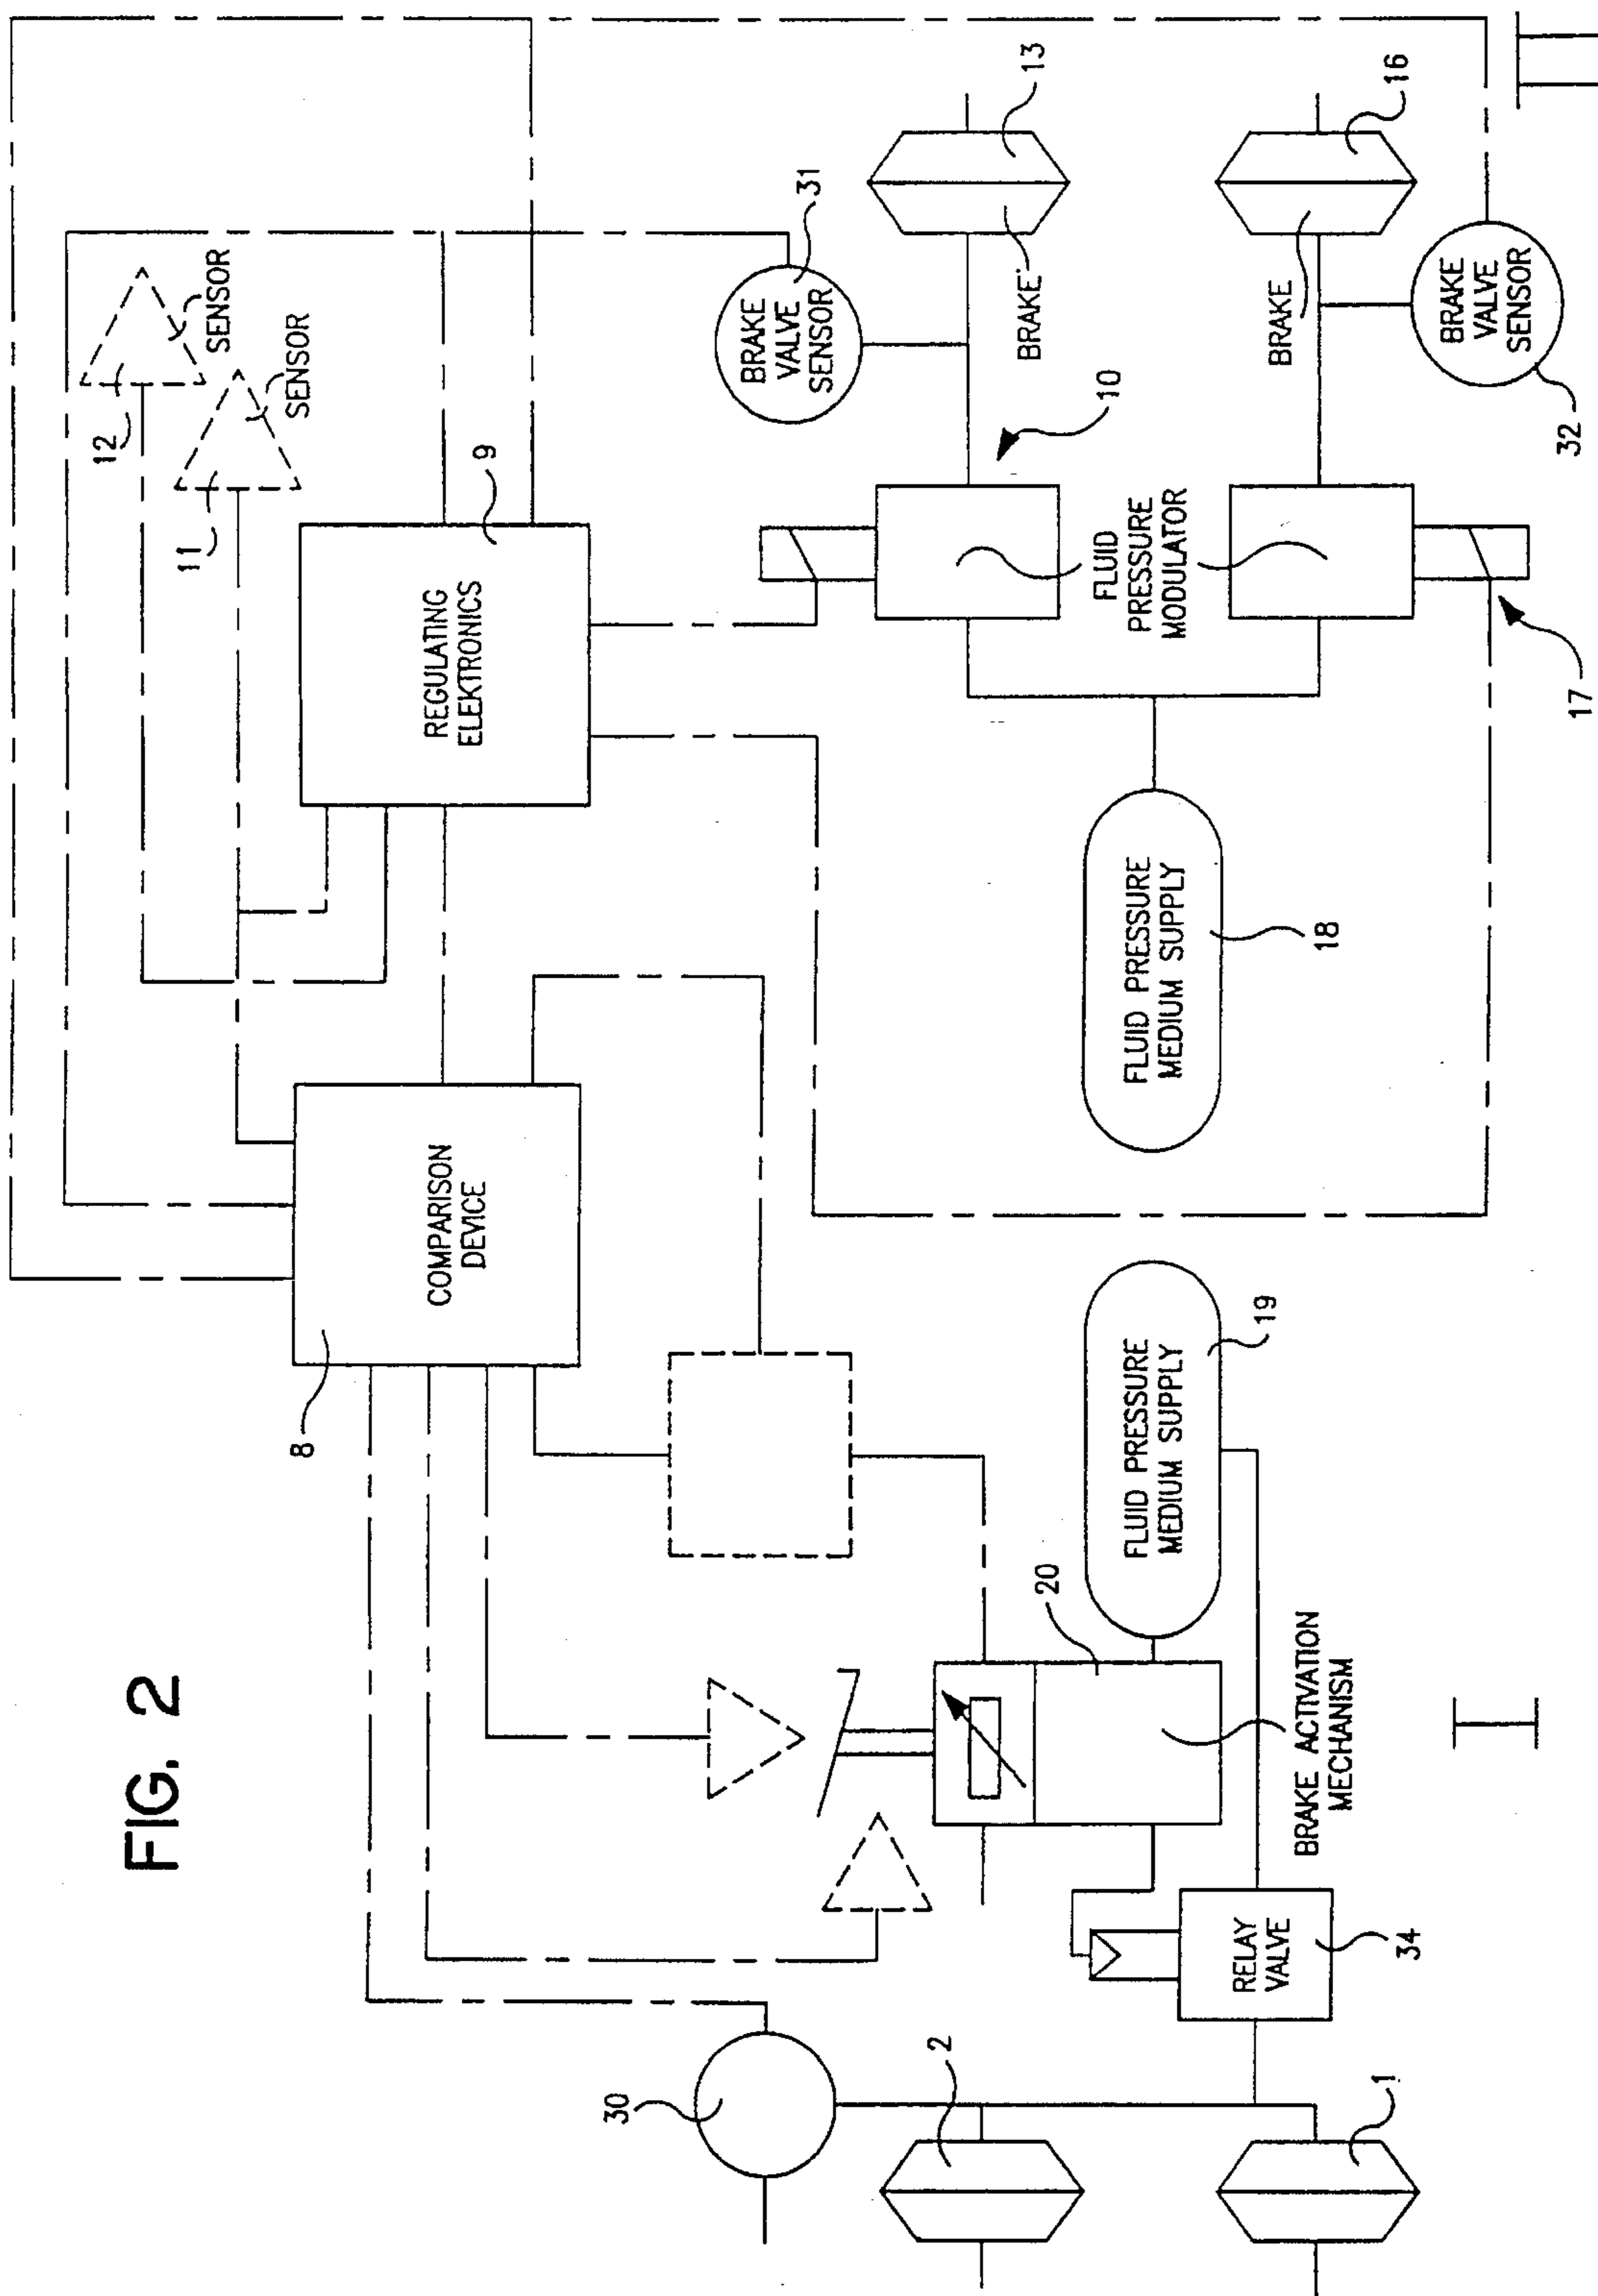 FIG. 2
12
SENSOR
11
SENSOR
8
COMPARISON
DEVICE
REGULATING
ELEKTRONICS
9
30
2
1
RELAY
VALVE
34
20
BRAKE ACTIVATION
MECHANISM
FLUID PRESSURE
MEDIUM SUPPLY
19
FLUID PRESSURE
MEDIUM SUPPLY
18
FLUID
PRESSURE
MODULATOR
10
17
BRAKE
VALVE
SENSOR
31
BRAKE
13
BRAKE
16
BRAKE
VALVE
SENSOR
32
I
II